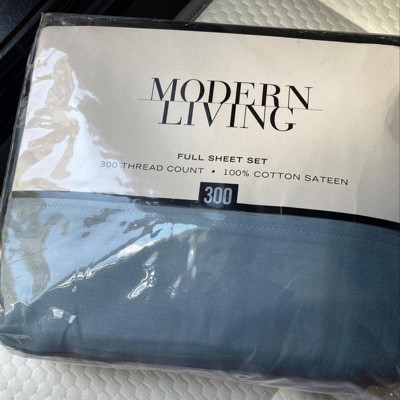 MODERN
LIVING
FULL SHEET SET
300 THREAD COUNT • 100% COTTON SATEEN
300